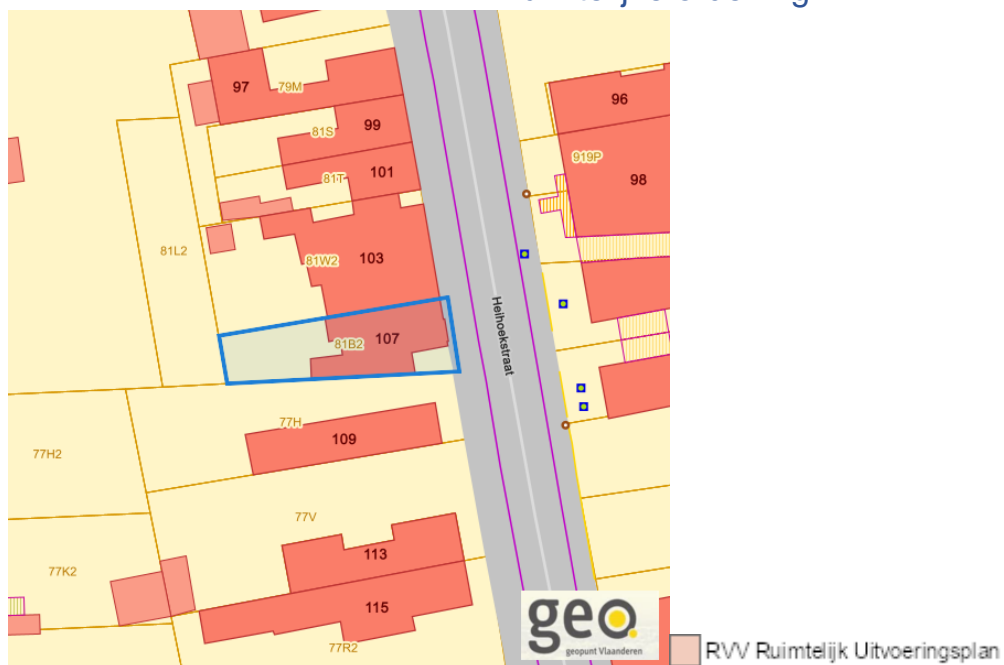 97
79M
96
99
81S
919P
101
81T
98
81L2
81W2
103
Heihoekstraat
81B2
107
77H
109
77H2
77V
113
77K2
115
77R2
geo.
geopunt Vlaanderen
RVV Ruimtelijk Uitvoeringsplan